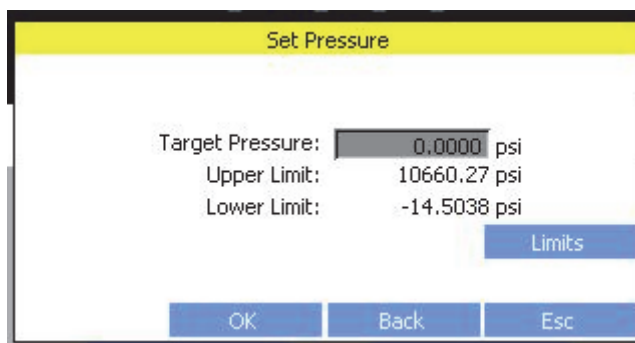 Set Pressure
Target Pressure: 0.0000 psi
Upper Limit: 10660.27 psi
Lower Limit: -14.5038 psi
Limits
OK Back Esc